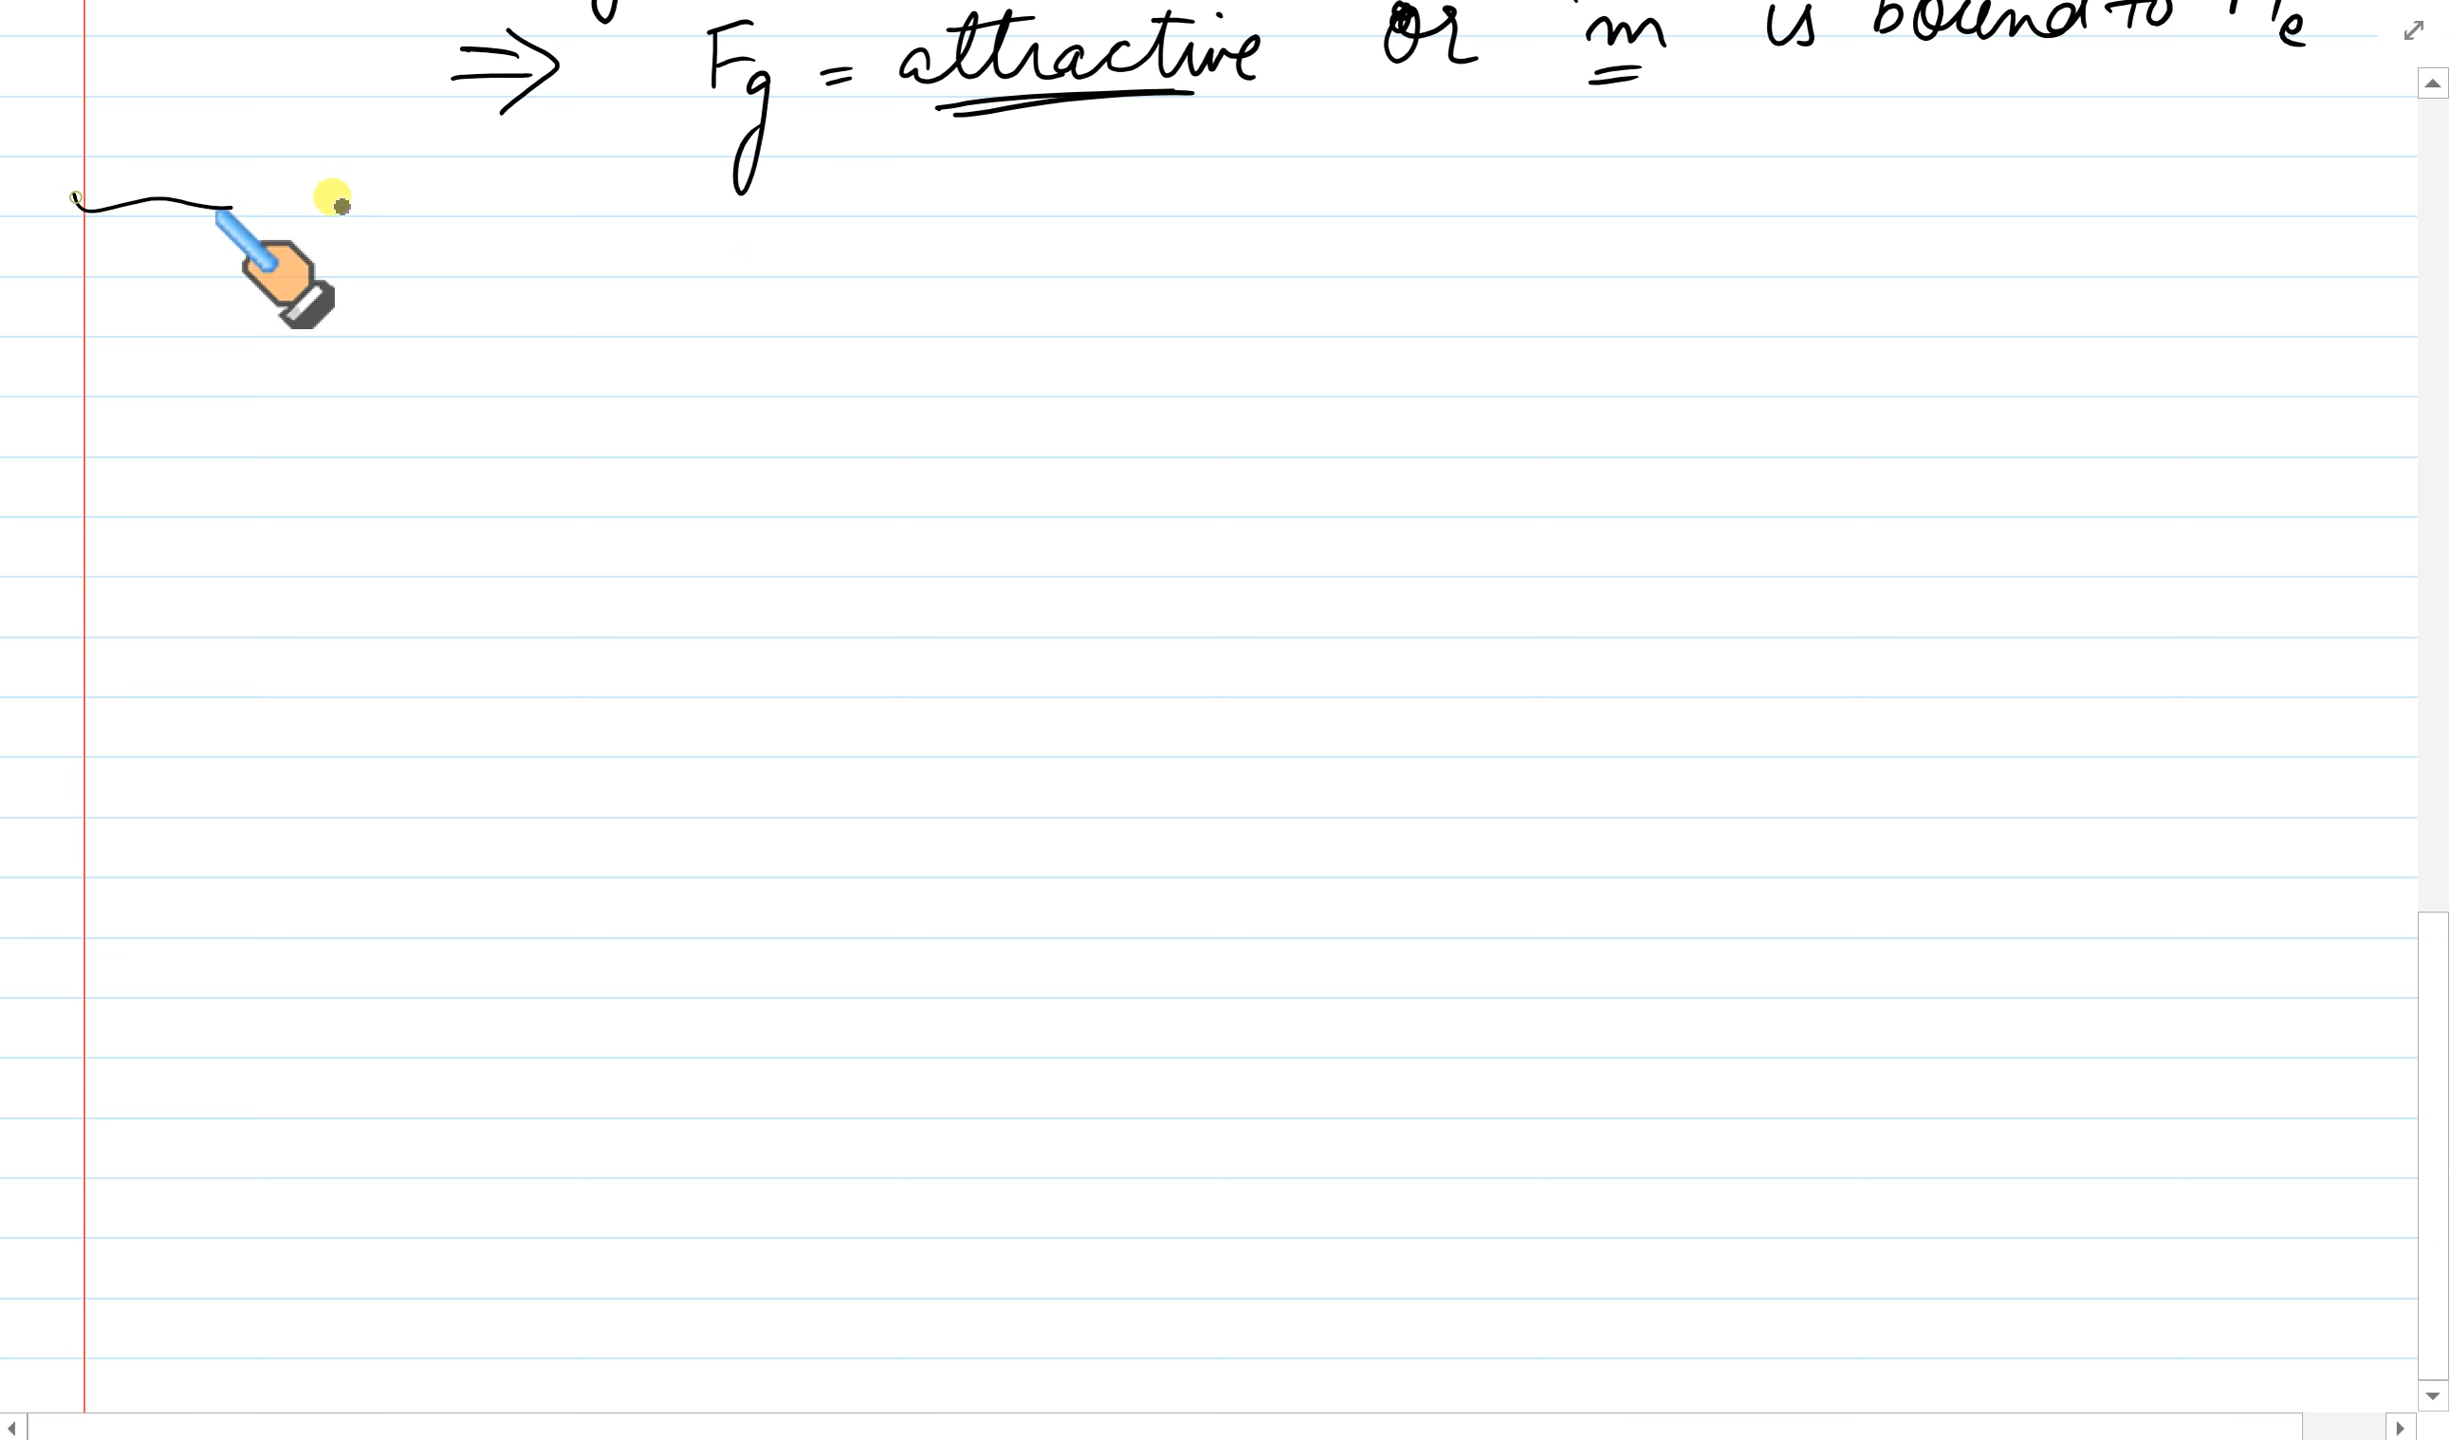 ⇒ Fg = attractive or 'm is bound to Me